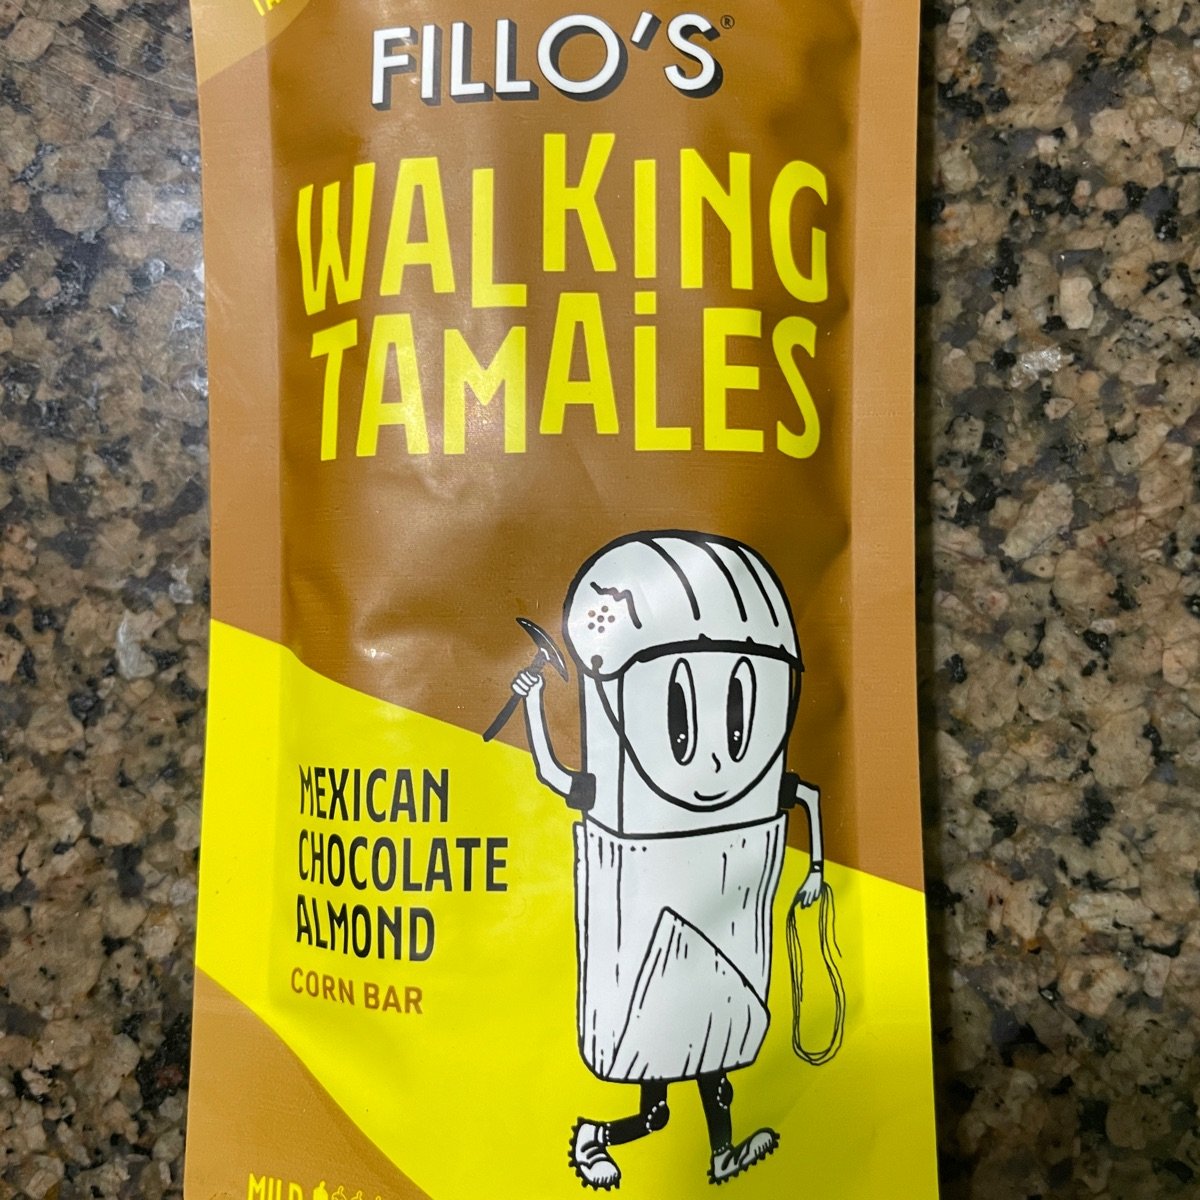 FILLO'S®
WALKING
TAMALES
MEXICAN
CHOCOLATE
ALMOND
CORN BAR
MILD